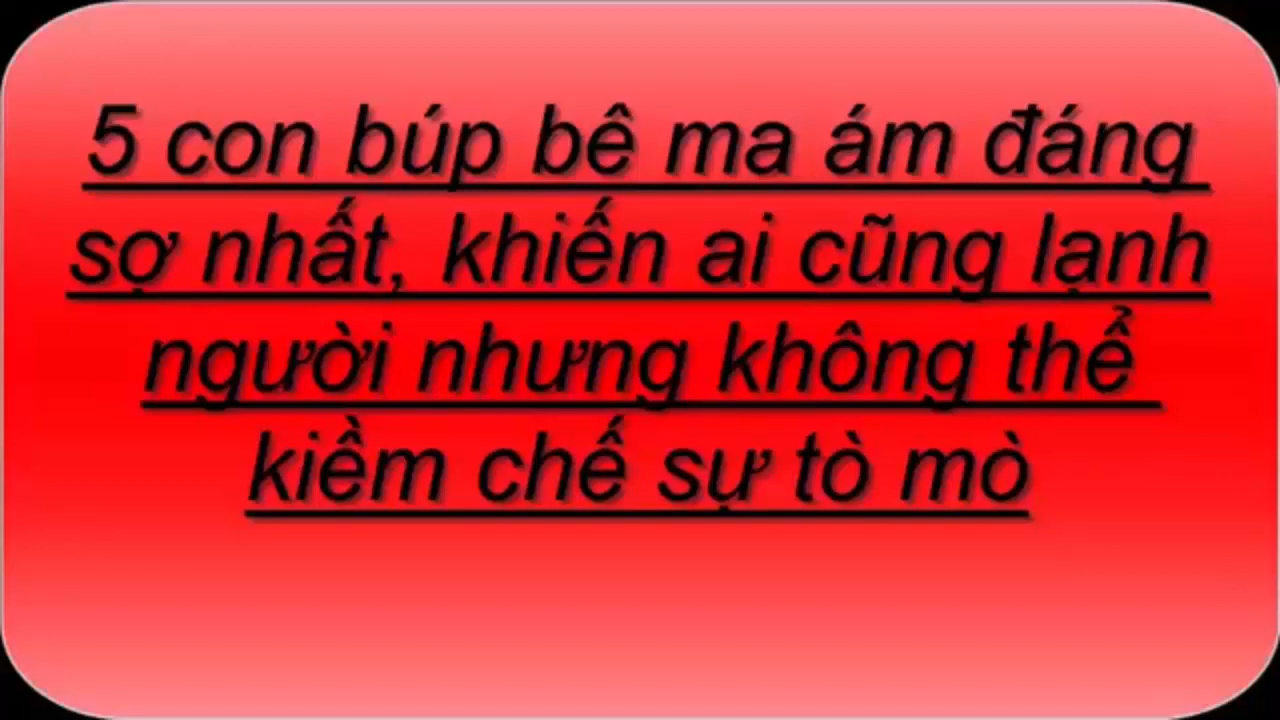 5 con búp bê ma ám đáng
sợ nhất, khiến ai cũng lạnh
người nhưng không thể
kiềm chế sự tò mò